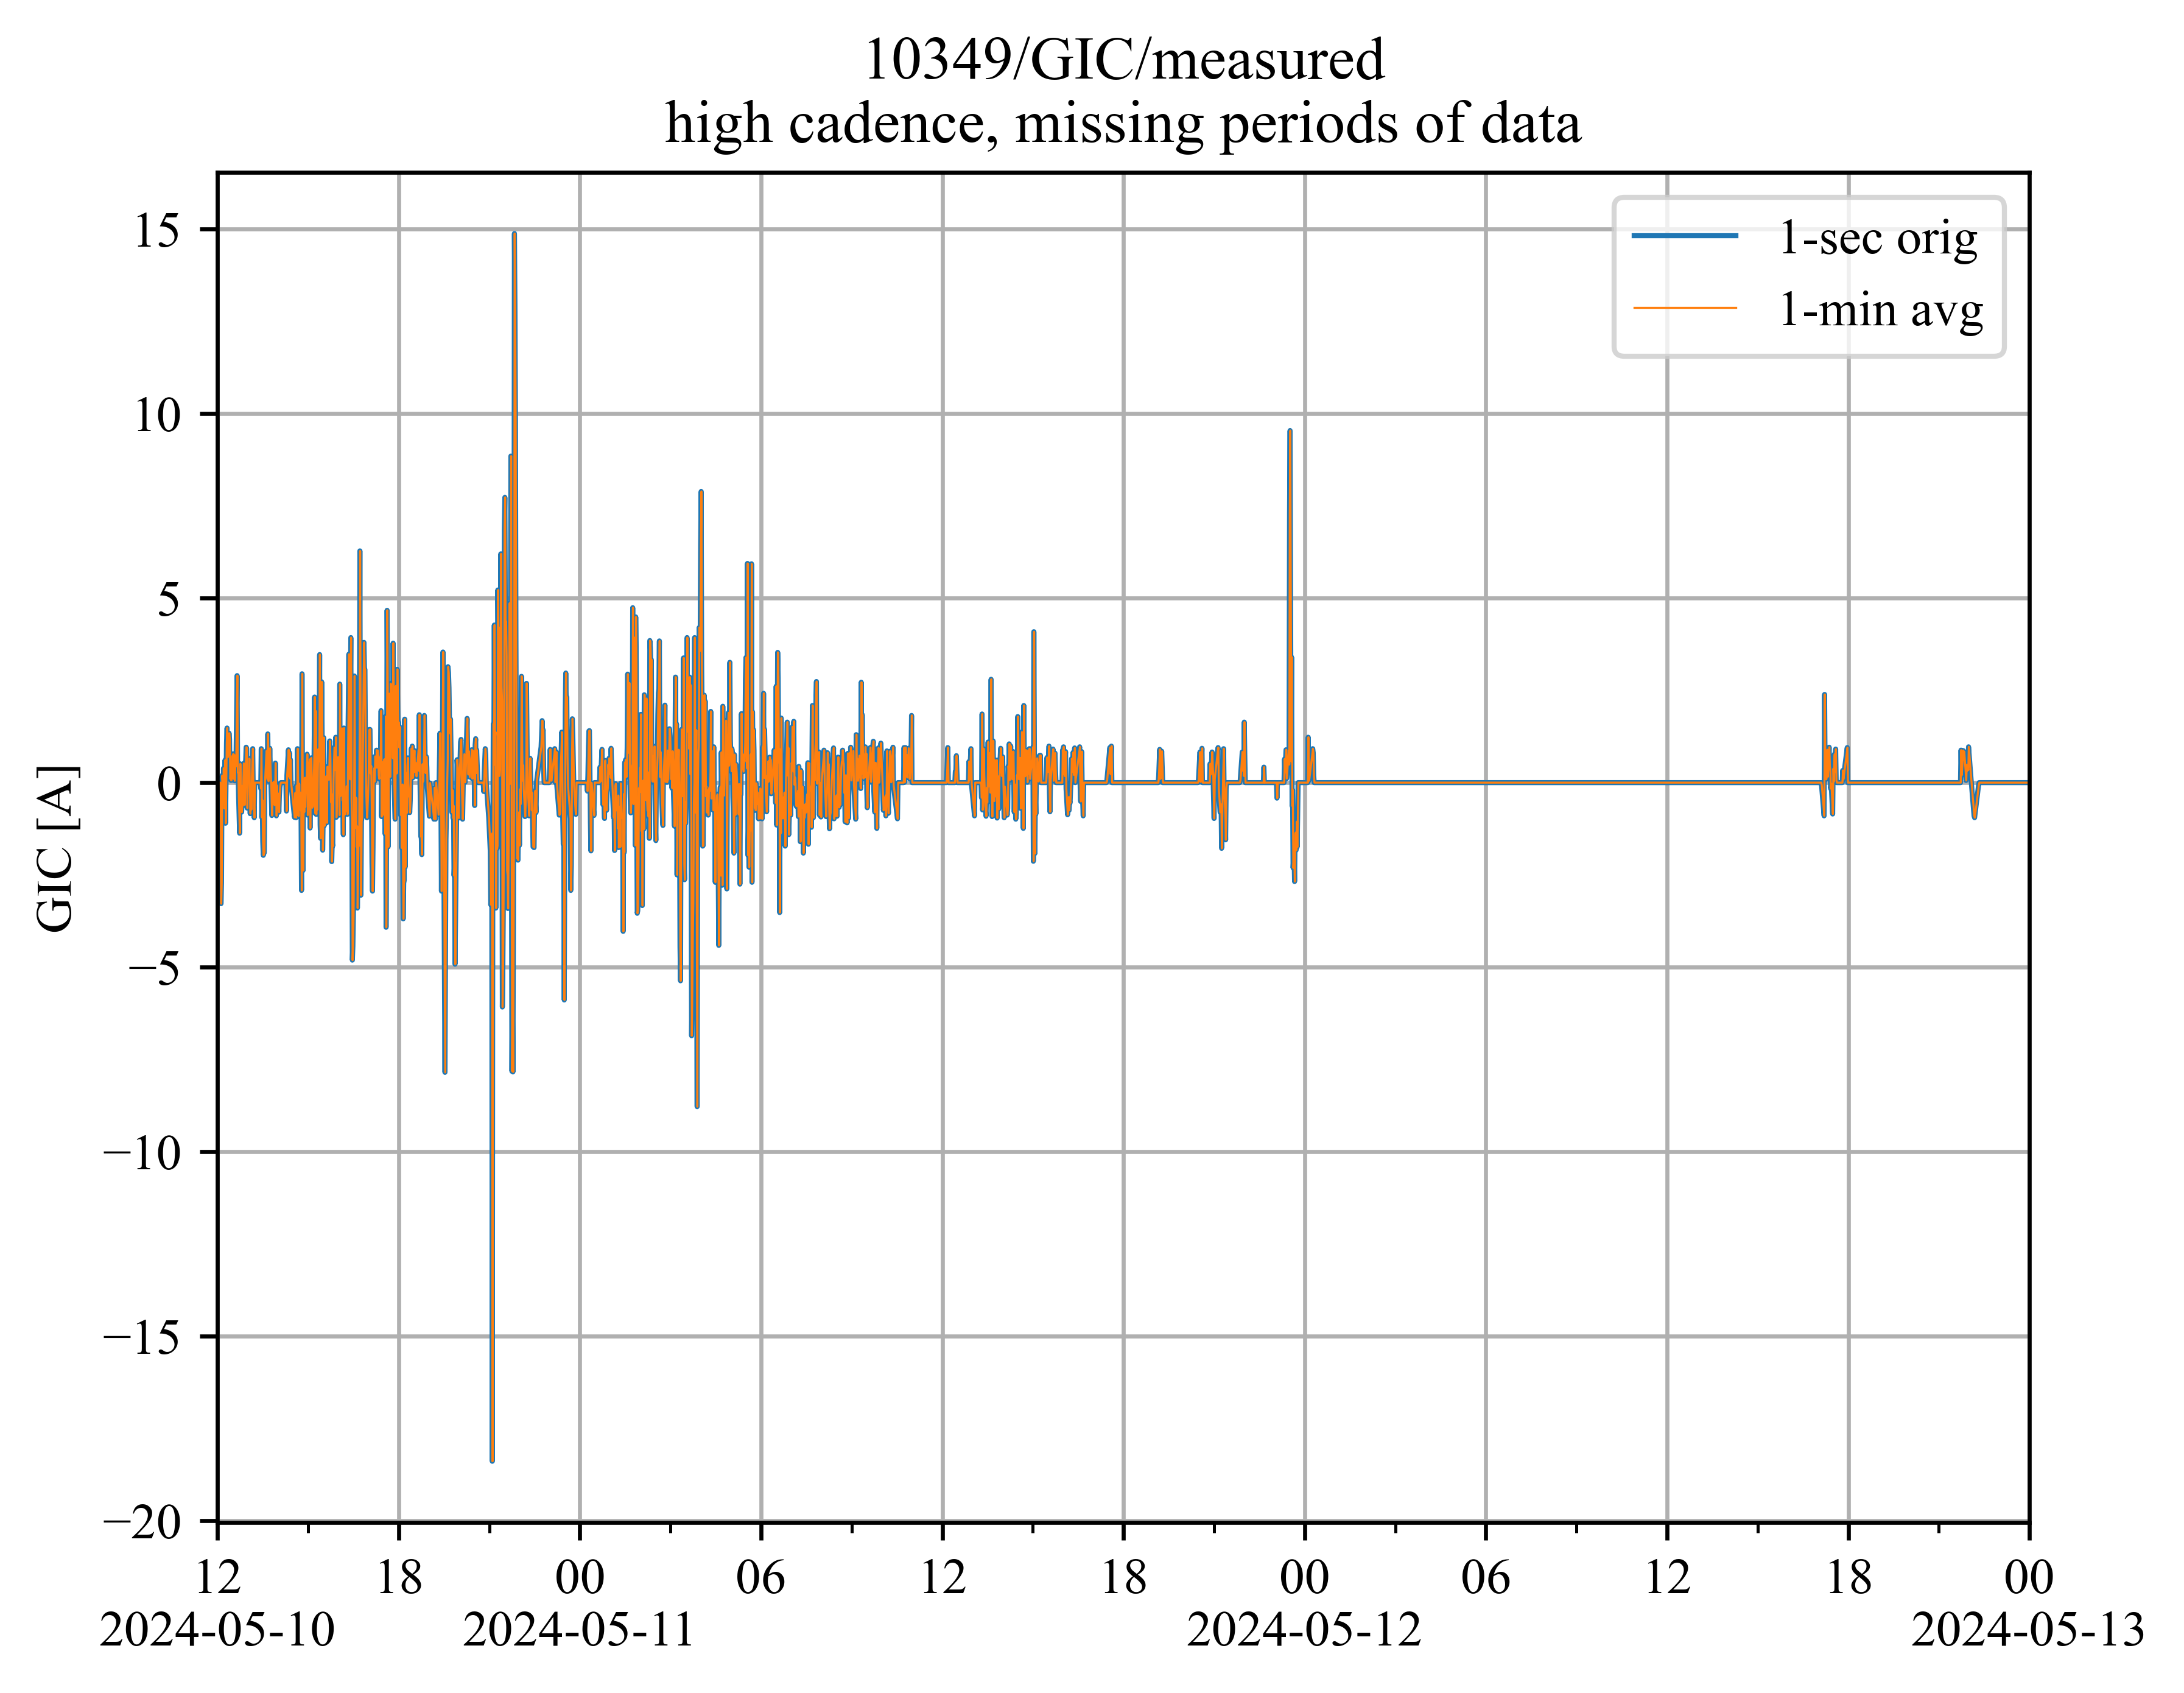 10349/GIC/measured
high cadence, missing periods of data
1-sec orig
1-min avg
15
10
5
0
−5
−10
−15
−20
GIC [A]
12 18 00 06 12 18 00 06 12 18 00
2024-05-10 2024-05-11 2024-05-12 2024-05-13